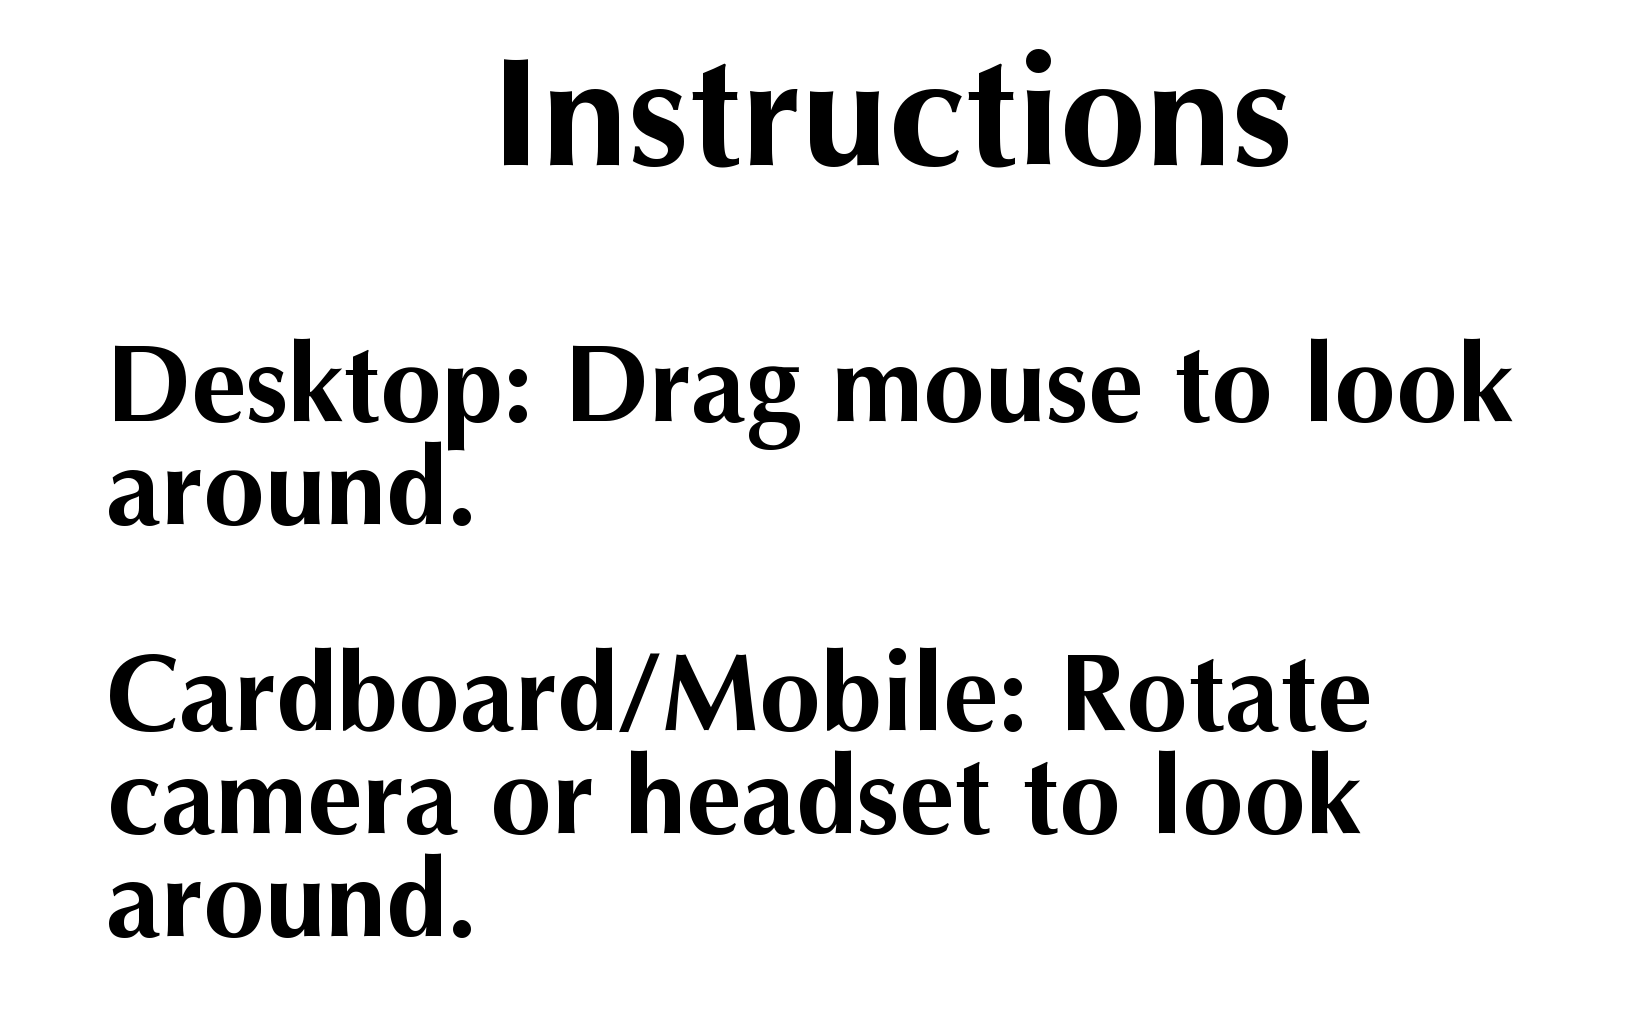 Instructions
Desktop: Drag mouse to look
around.
Cardboard/Mobile: Rotate
camera or headset to look
around.